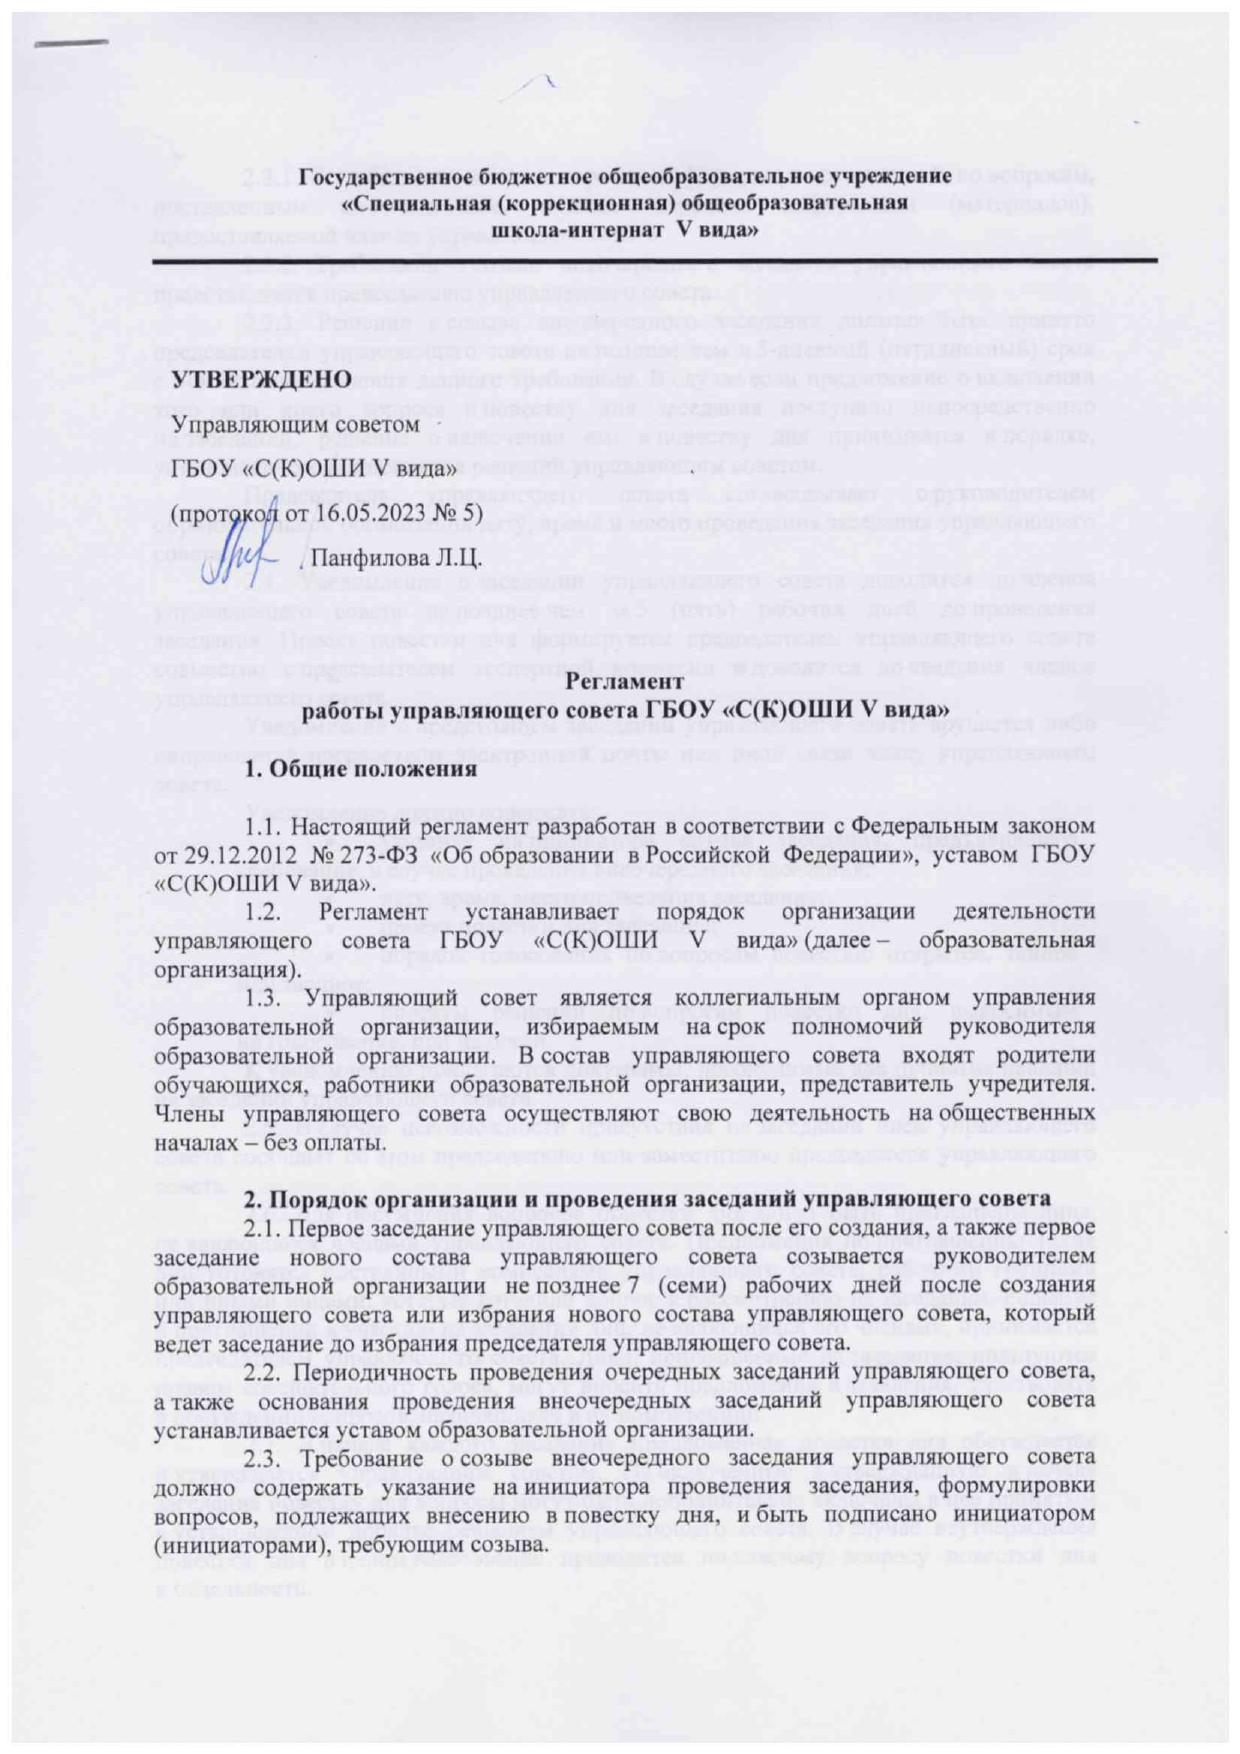 Государственное бюджетное общеобразовательное учреждение
«Специальная (коррекционная) общеобразовательная
школа-интернат V вида»
УТВЕРЖДЕНО
Управляющим советом
ГБОУ «С(К)ОШИ V вида»
(протокол от 16.05.2023 № 5)
Панфилова Л.Ц.
Регламент
работы управляющего совета ГБОУ «С(К)ОШИ V вида»
1. Общие положения
1.1. Настоящий регламент разработан в соответствии с Федеральным законом
от 29.12.2012 № 273-ФЗ «Об образовании в Российской Федерации», уставом ГБОУ
«С(К)ОШИ V вида».
1.2. Регламент устанавливает порядок организации деятельности
управляющего совета ГБОУ «С(К)ОШИ V вида» (далее – образовательная
организация).
1.3. Управляющий совет является коллегиальным органом управления
образовательной организации, избираемым на срок полномочий руководителя
образовательной организации. В состав управляющего совета входят родители
обучающихся, работники образовательной организации, представитель учредителя.
Члены управляющего совета осуществляют свою деятельность на общественных
началах – без оплаты.
2. Порядок организации и проведения заседаний управляющего совета
2.1. Первое заседание управляющего совета после его создания, а также первое
заседание нового состава управляющего совета созывается руководителем
образовательной организации не позднее 7 (семи) рабочих дней после создания
управляющего совета или избрания нового состава управляющего совета, который
ведет заседание до избрания председателя управляющего совета.
2.2. Периодичность проведения очередных заседаний управляющего совета,
а также основания проведения внеочередных заседаний управляющего совета
устанавливается уставом образовательной организации.
2.3. Требование о созыве внеочередного заседания управляющего совета
должно содержать указание на инициатора проведения заседания, формулировки
вопросов, подлежащих внесению в повестку дня, и быть подписано инициатором
(инициаторами), требующим созыва.